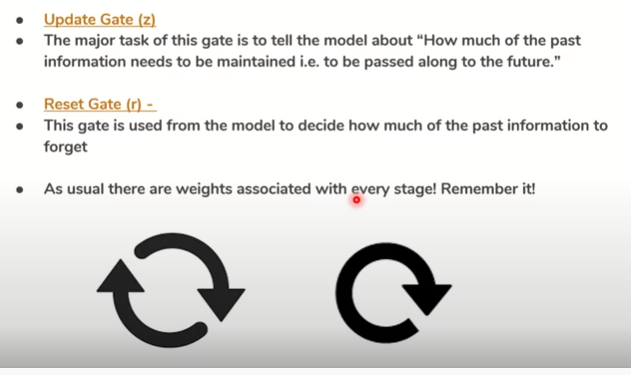 Update Gate (z)
The major task of this gate is to tell the model about “How much of the past
information needs to be maintained i.e. to be passed along to the future.”
Reset Gate (r) -
This gate is used from the model to decide how much of the past information to
forget
As usual there are weights associated with every stage! Remember it!